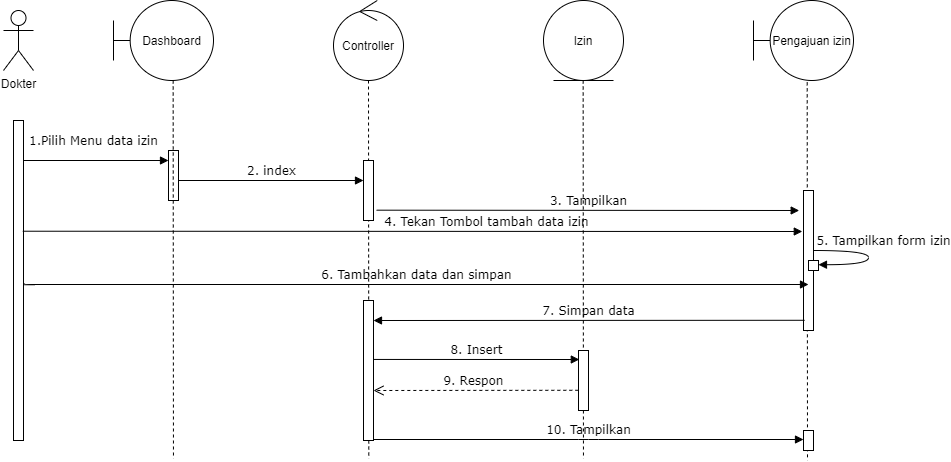 Dokter
Dashboard
Controller
Izin
Pengajuan izin
1.Pilih Menu data izin
2. index
3. Tampilkan
4. Tekan Tombol tambah data izin
5. Tampilkan form izin
6. Tambahkan data dan simpan
7. Simpan data
8. Insert
9. Respon
10. Tampilkan